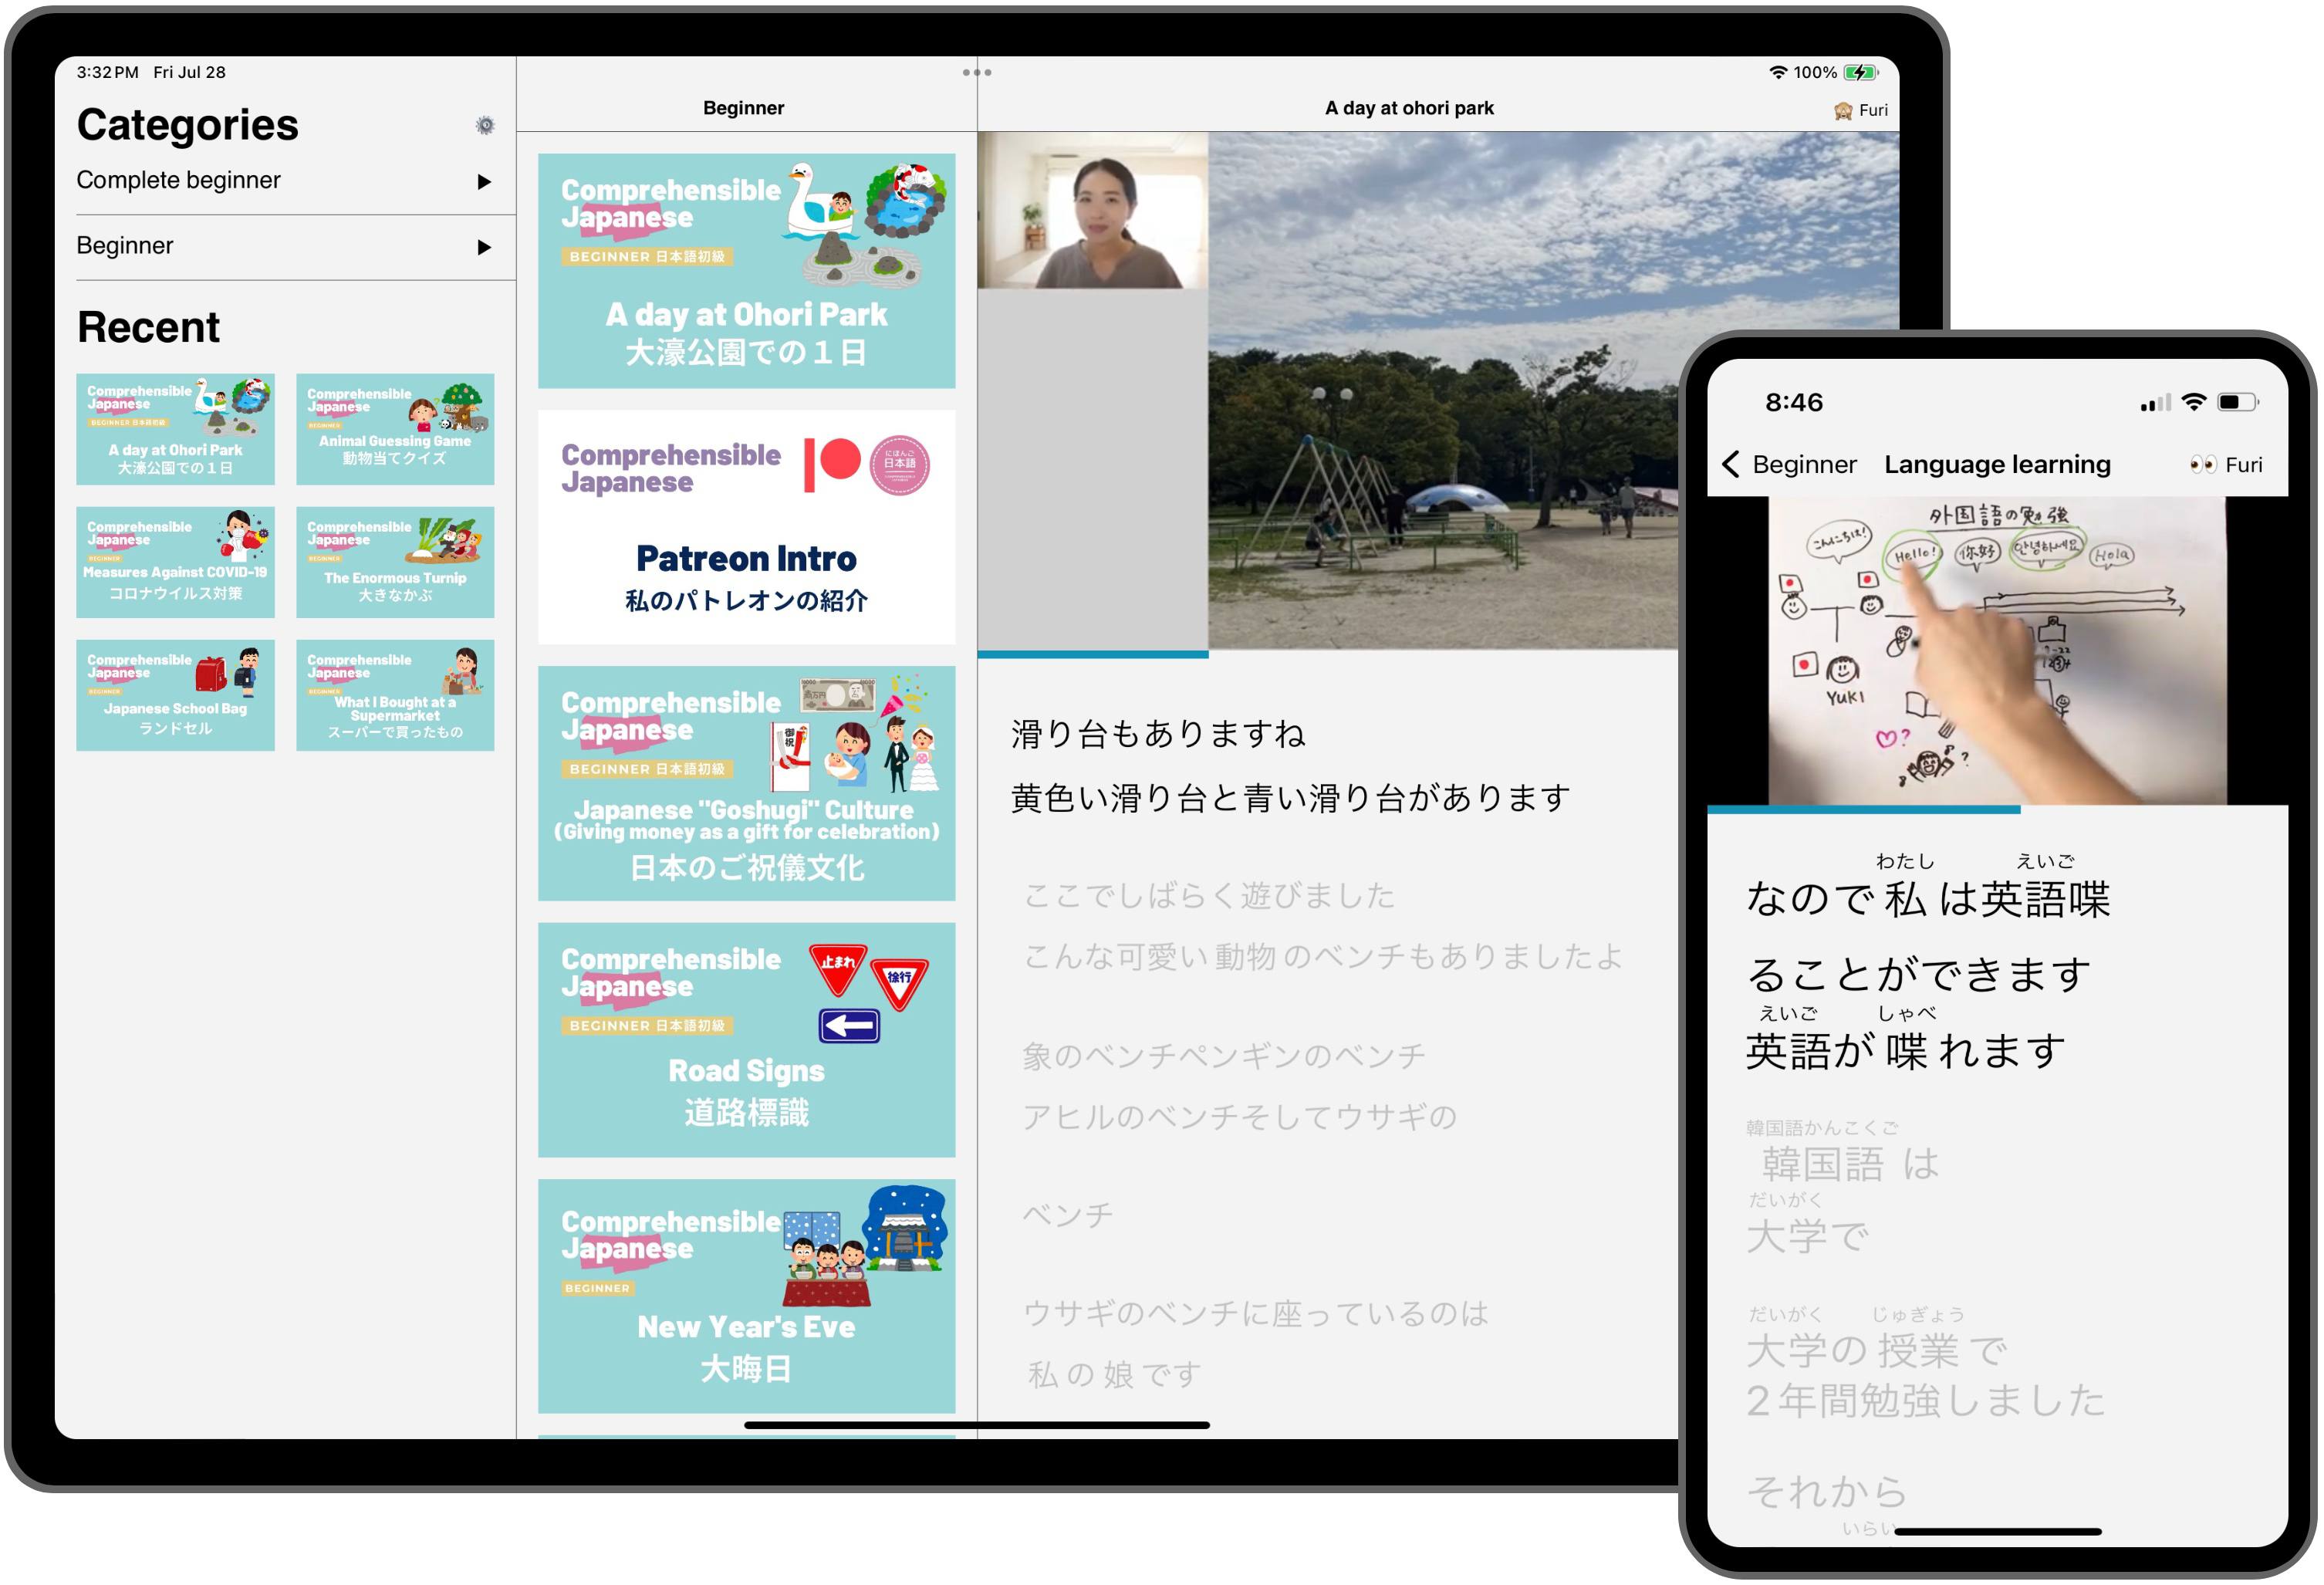 3:32 PM Fri Jul 28
100%
Categories
Complete beginner
Beginner
Recent
Comprehensible
Japanese
BEGINNER 日本語初級
A day at Ohori Park
大濠公園での１日
Comprehensible
Japanese
BEGINNER
Animal Guessing Game
動物当てクイズ
Comprehensible
Japanese
BEGINNER
Measures Against COVID-19
コロナウイルス対策
Comprehensible
Japanese
BEGINNER
The Enormous Turnip
大きなかぶ
Comprehensible
Japanese
BEGINNER
Japanese School Bag
ランドセル
Comprehensible
Japanese
BEGINNER
What I Bought at a
Supermarket
スーパーで買ったもの
Beginner
Comprehensible
Japanese
BEGINNER 日本語初級
A day at Ohori Park
大濠公園での１日
Comprehensible
Japanese
にほんご
日本語
Patreon Intro
私のパトレオンの紹介
Comprehensible
Japanese
BEGINNER 日本語初級
御祝
Japanese "Goshugi" Culture
(Giving money as a gift for celebration)
日本のご祝儀文化
Comprehensible
Japanese
BEGINNER 日本語初級
止まれ
徐行
Road Signs
道路標識
Comprehensible
Japanese
BEGINNER
New Year's Eve
大晦日
A day at ohori park
Furi
滑り台もありますね
黄色い滑り台と青い滑り台があります
ここでしばらく遊びました
こんな可愛い動物のベンチもありましたよ
象のベンチペンギンのベンチ
アヒルのベンチそしてウサギの
ベンチ
ウサギのベンチに座っているのは
私の娘です
8:46
Beginner Language learning Furi
外国語の勉強
こんにちは!
Hello!
你好
안녕하세요
Hola
YUKI
わたし えいご
なので私は英語喋
ることができます
えいご しゃべ
英語が喋れます
韓国語かんこくご
韓国語は
だいがく
大学で
だいがく じゅぎょう
大学の授業で
２年間勉強しました
それから
いらい